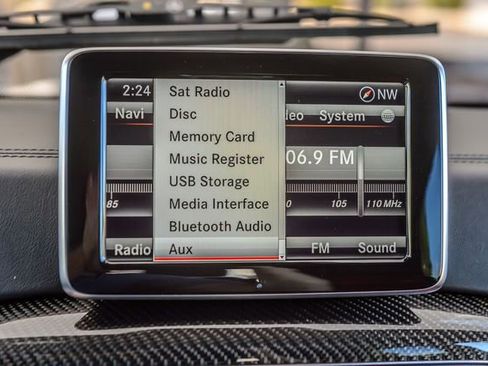 2:24
NW
Navi
eo System
Sat Radio
Disc
Memory Card
Music Register
USB Storage
Media Interface
Bluetooth Audio
Aux
06.9 FM
85
105 110 MHz
Radio
FM
Sound